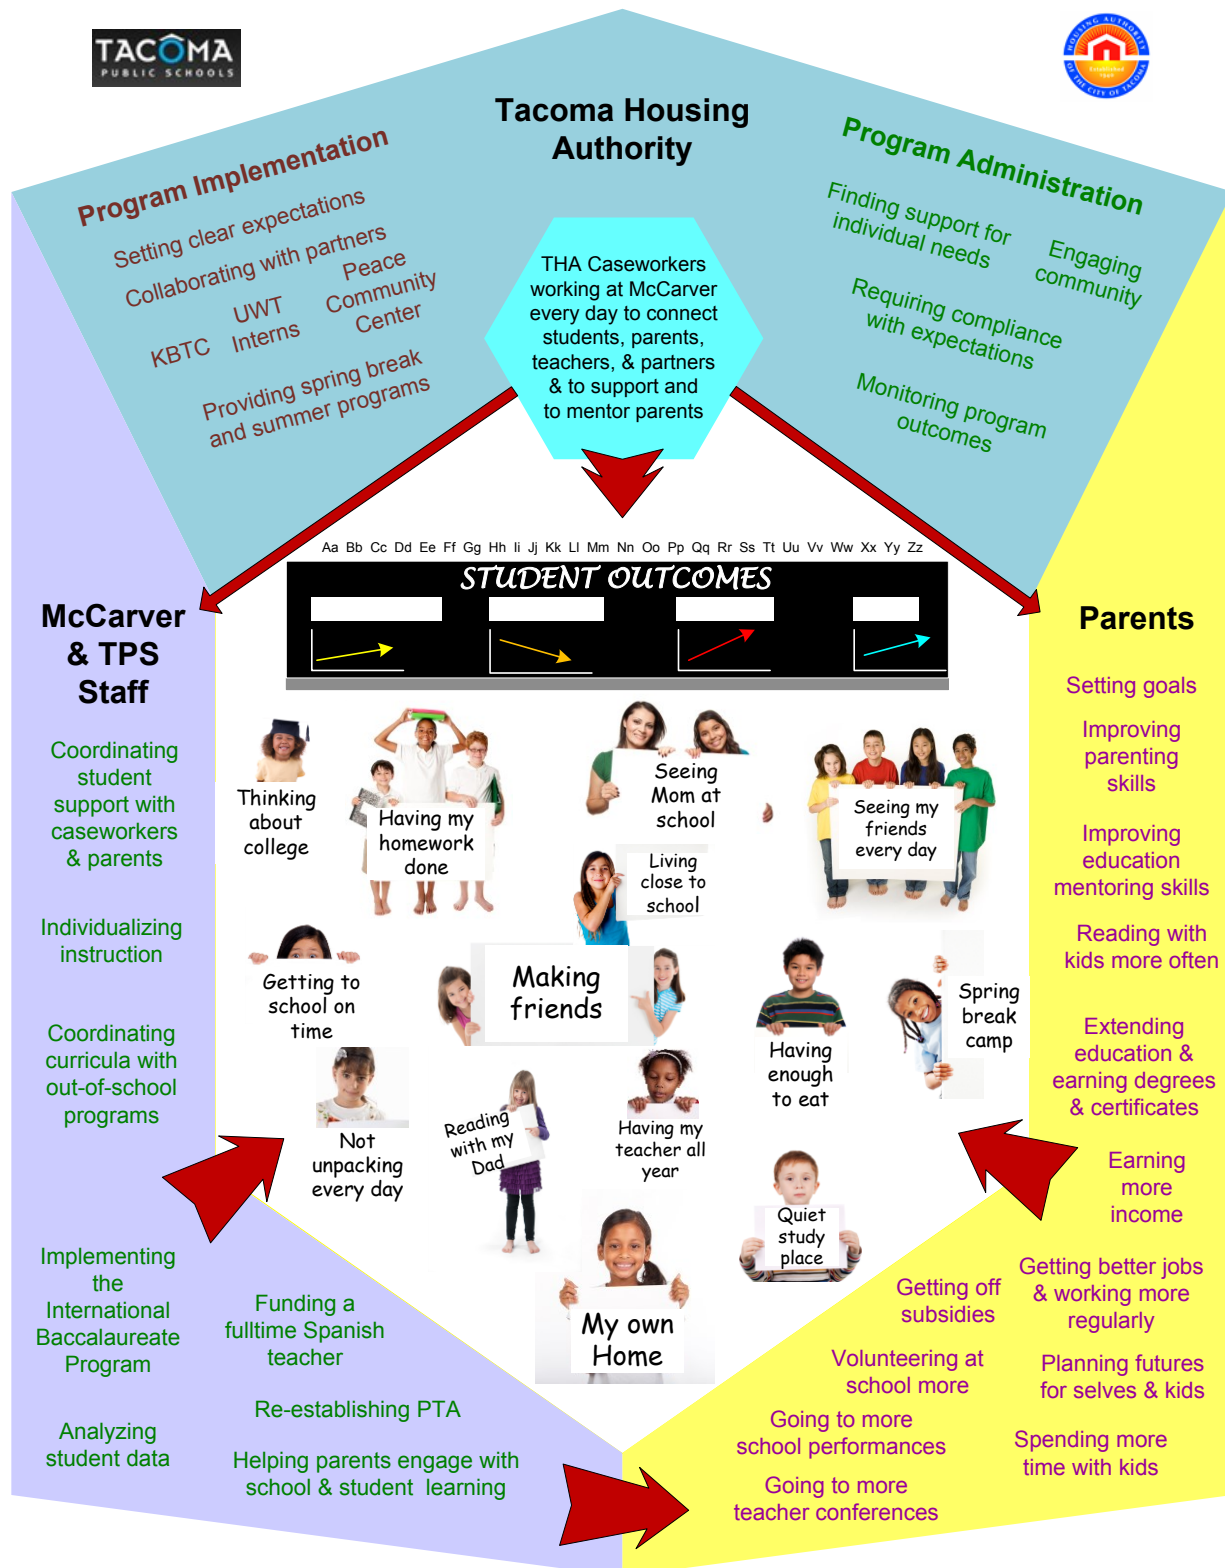 TACOMA
PUBLIC SCHOOLS
HOUSING AUTHORITY
OF THE CITY OF TACOMA
Established
1940
Tacoma Housing
Authority
Program Implementation
Setting clear expectations
Collaborating with partners
KBTC
UWT
Interns
Peace
Community
Center
Providing spring break
and summer programs
THA Caseworkers
working at McCarver
every day to connect
students, parents,
teachers, & partners
& to support and
to mentor parents
Program Administration
Finding support for
individual needs
Engaging
community
Requiring compliance
with expectations
Monitoring program
outcomes
Aa Bb Cc Dd Ee Ff Gg Hh Ii Jj Kk Ll Mm Nn Oo Pp Qq Rr Ss Tt Uu Vv Ww Xx Yy Zz
STUDENT OUTCOMES
McCarver
& TPS
Staff
Coordinating
student
support with
caseworkers
& parents
Individualizing
instruction
Coordinating
curricula with
out-of-school
programs
Implementing
the
International
Baccalaureate
Program
Analyzing
student data
Funding a
fulltime Spanish
teacher
Re-establishing PTA
Helping parents engage with
school & student learning
Thinking
about
college
Having my
homework
done
Seeing
Mom at
school
Seeing my
friends
every day
Living
close to
school
Getting to
school on
time
Making
friends
Having
enough
to eat
Spring
break
camp
Not
unpacking
every day
Reading
with my
Dad
Having my
teacher all
year
Quiet
study
place
My own
Home
Parents
Setting goals
Improving
parenting
skills
Improving
education
mentoring skills
Reading with
kids more often
Extending
education &
earning degrees
& certificates
Earning
more
income
Getting better jobs
& working more
regularly
Getting off
subsidies
Volunteering at
school more
Planning futures
for selves & kids
Going to more
school performances
Spending more
time with kids
Going to more
teacher conferences